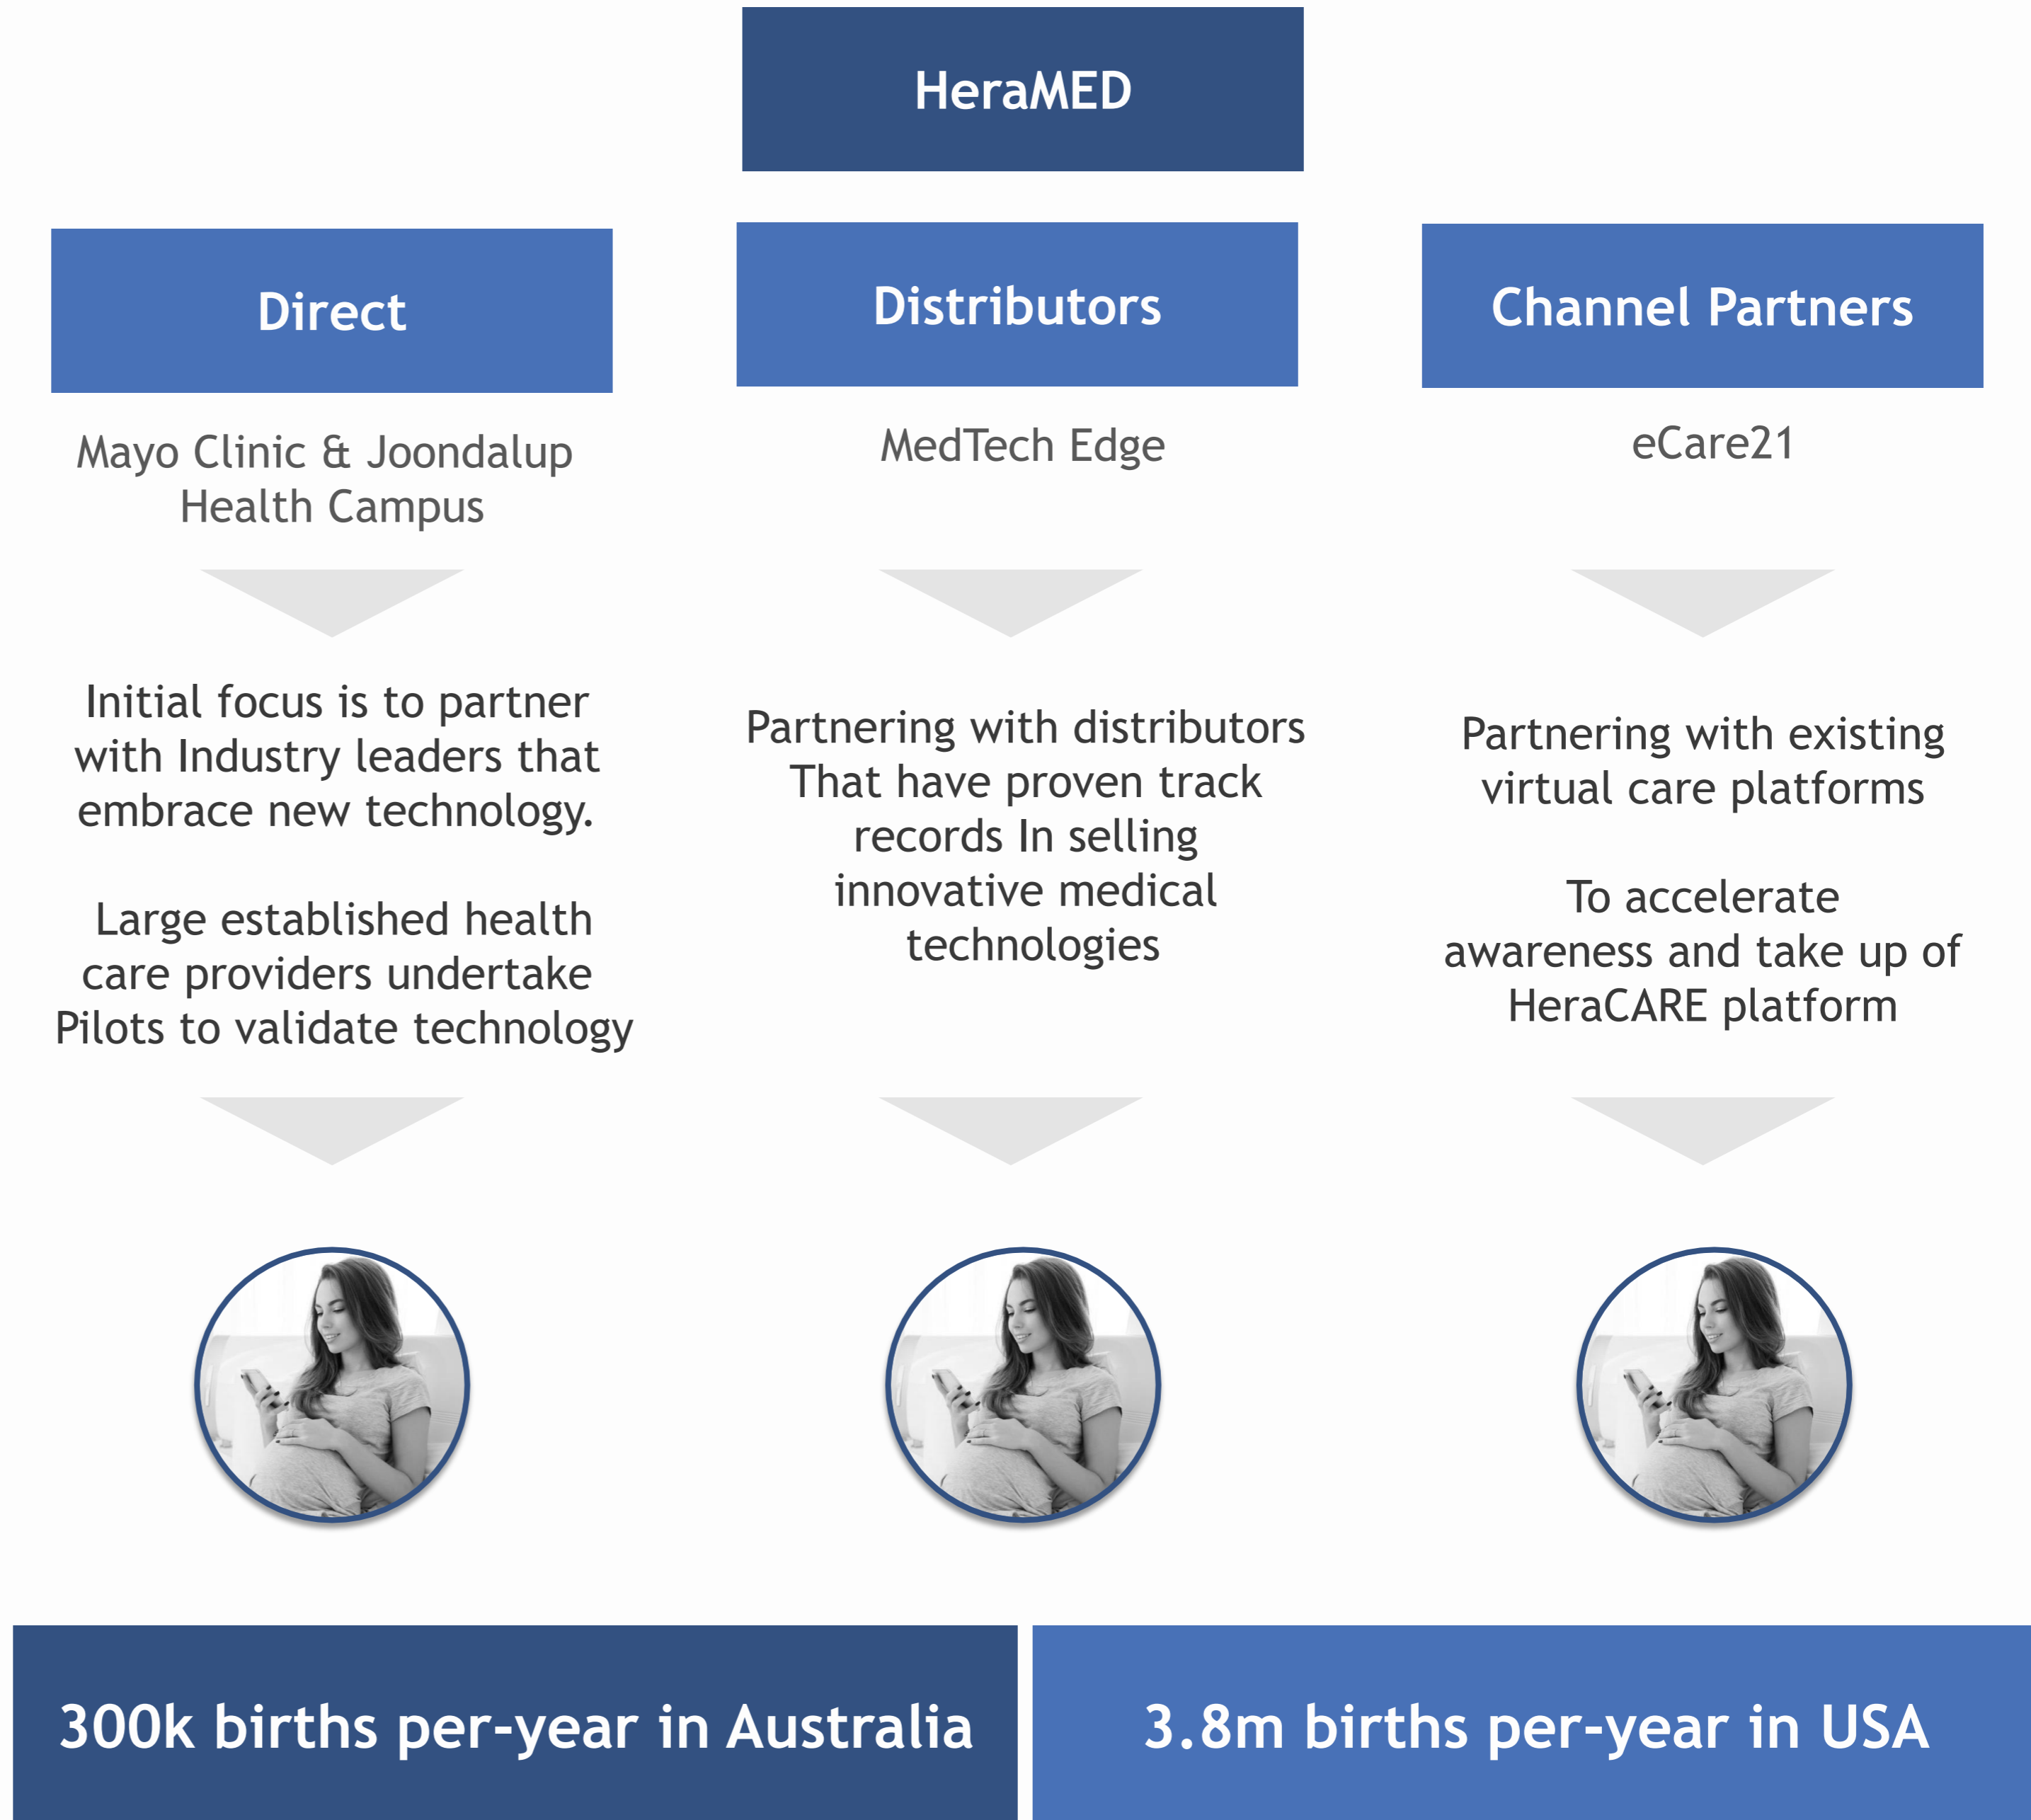 HeraMED
Direct
Mayo Clinic & Joondalup
Health Campus
Initial focus is to partner
with Industry leaders that
embrace new technology.
Large established health
care providers undertake
Pilots to validate technology
Distributors
MedTech Edge
Partnering with distributors
That have proven track
records In selling
innovative medical
technologies
Channel Partners
eCare21
Partnering with existing
virtual care platforms
To accelerate
awareness and take up of
HeraCARE platform
300k births per-year in Australia
3.8m births per-year in USA